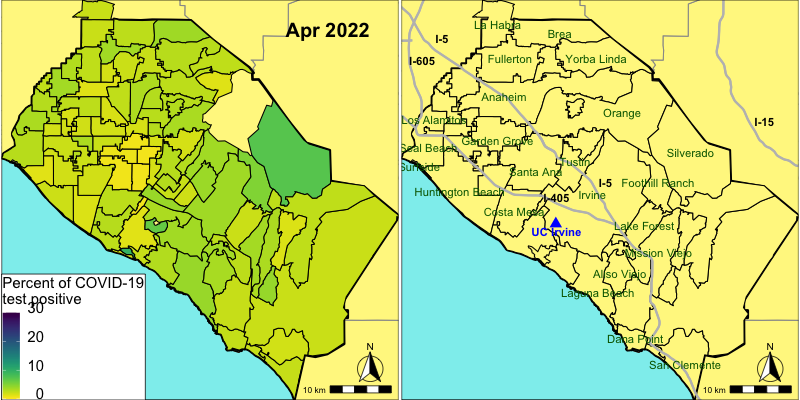 Apr 2022
Percent of COVID-19
test positive
30
20
10
0
N
10 km
La Habra
Brea
I-5
I-605
Fullerton
Yorba Linda
Anaheim
Orange
I-15
Los Alamitos
Garden Grove
Seal Beach
Silverado
Tustin
Sunside
Santa Ana
I-5
Foothill Ranch
Huntington Beach
I-405
Irvine
Costa Mesa
UC Irvine
Lake Forest
Mission Viejo
Aliso Viejo
Laguna Beach
Dana Point
San Clemente
N
10 km